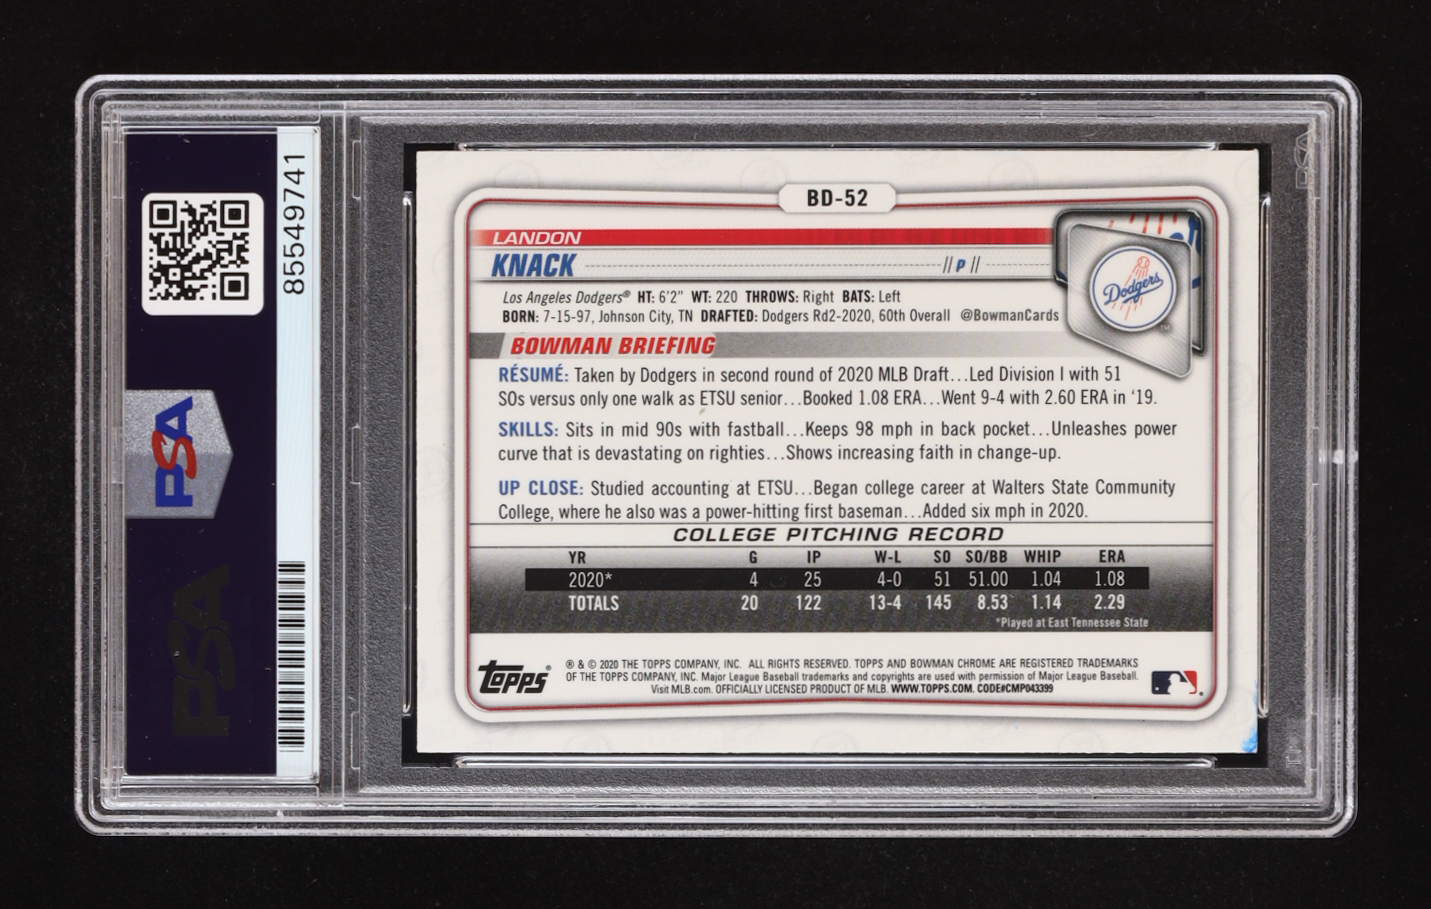 85549741
PSA
PSA
PSA
BD-52
LANDON
KNACK
//P//
Dodgers
TM
Los Angeles Dodgers® HT: 6'2" WT: 220 THROWS: Right BATS: Left
BORN: 7-15-97, Johnson City, TN DRAFTED: Dodgers Rd2-2020, 60th Overall @BowmanCards
BOWMAN BRIEFING
RÉSUMÉ: Taken by Dodgers in second round of 2020 MLB Draft...Led Division I with 51
SOs versus only one walk as ETSU senior...Booked 1.08 ERA...Went 9-4 with 2.60 ERA in '19.
SKILLS: Sits in mid 90s with fastball...Keeps 98 mph in back pocket...Unleashes power
curve that is devastating on righties...Shows increasing faith in change-up.
UP CLOSE: Studied accounting at ETSU...Began college career at Walters State Community
College, where he also was a power-hitting first baseman...Added six mph in 2020.
COLLEGE PITCHING RECORD
YR G IP W-L SO SO/BB WHIP ERA
2020* 4 25 4-0 51 51.00 1.04 1.08
TOTALS 20 122 13-4 145 8.53 1.14 2.29
*Played at East Tennessee State
topps®
® & © 2020 THE TOPPS COMPANY, INC. ALL RIGHTS RESERVED. TOPPS AND BOWMAN CHROME ARE REGISTERED TRADEMARKS
OF THE TOPPS COMPANY, INC. Major League Baseball trademarks and copyrights are used with permission of Major League Baseball.
Visit MLB.com. OFFICIALLY LICENSED PRODUCT OF MLB. WWW.TOPPS.COM. CODE#CMP043399